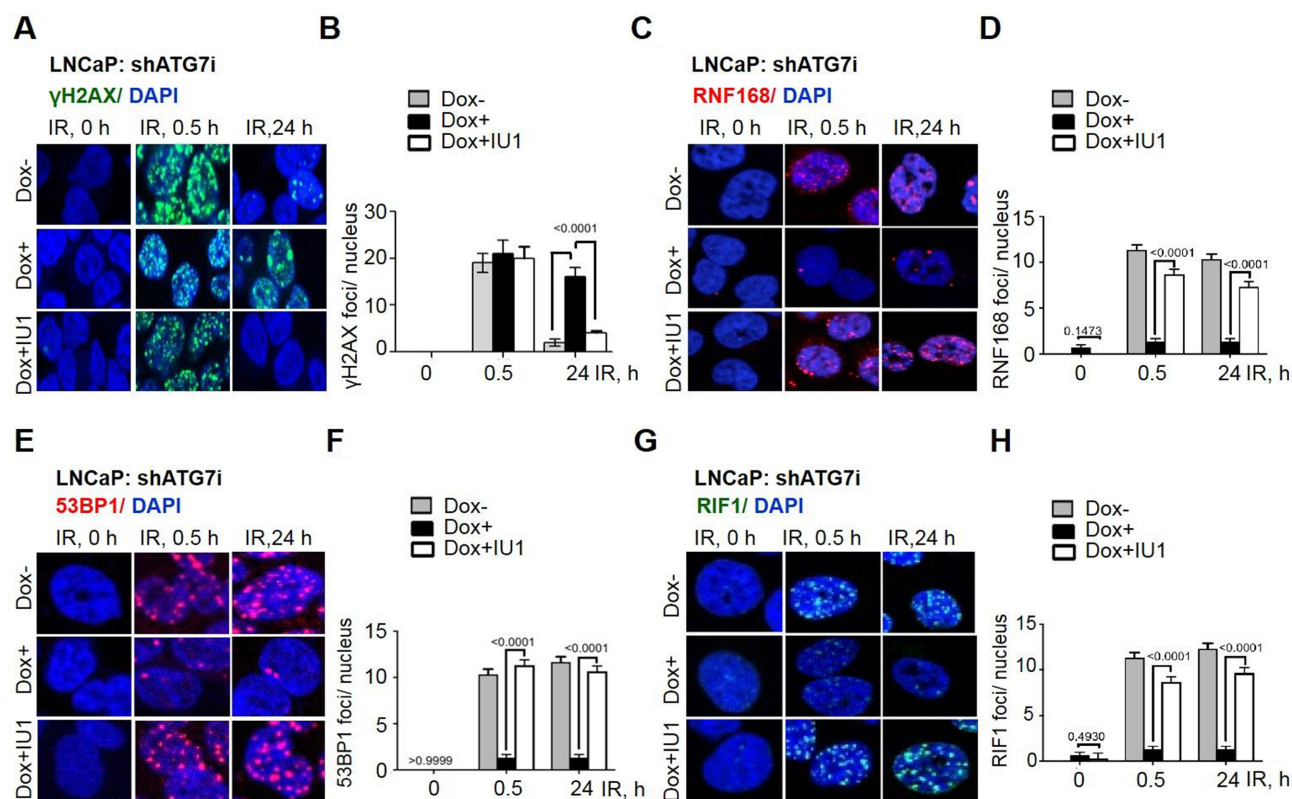 A
LNCaP: shATG7i
γH2AX/ DAPI
IR, 0 h IR, 0.5 h IR,24 h
Dox-
Dox+
Dox+IU1
B
Dox-
Dox+
Dox+IU1
γH2AX foci/ nucleus
30
20
10
0
<0.0001
0 0.5 24 IR, h
C
LNCaP: shATG7i
RNF168/ DAPI
IR, 0 h IR, 0.5 h IR,24 h
Dox-
Dox+
Dox+IU1
D
Dox-
Dox+
Dox+IU1
RNF168 foci/ nucleus
15
10
5
0
0.1473
<0.0001
<0.0001
0 0.5 24 IR, h
E
LNCaP: shATG7i
53BP1/ DAPI
IR, 0 h IR, 0.5 h IR,24 h
Dox-
Dox+
Dox+IU1
F
Dox-
Dox+
Dox+IU1
53BP1 foci/ nucleus
15
10
5
0
>0.9999
<0.0001
<0.0001
0 0.5 24 IR, h
G
LNCaP: shATG7i
RIF1/ DAPI
IR, 0 h IR, 0.5 h IR,24 h
Dox-
Dox+
Dox+IU1
H
Dox-
Dox+
Dox+IU1
RIF1 foci/ nucleus
15
10
5
0
0.4930
<0.0001
<0.0001
0 0.5 24 IR, h